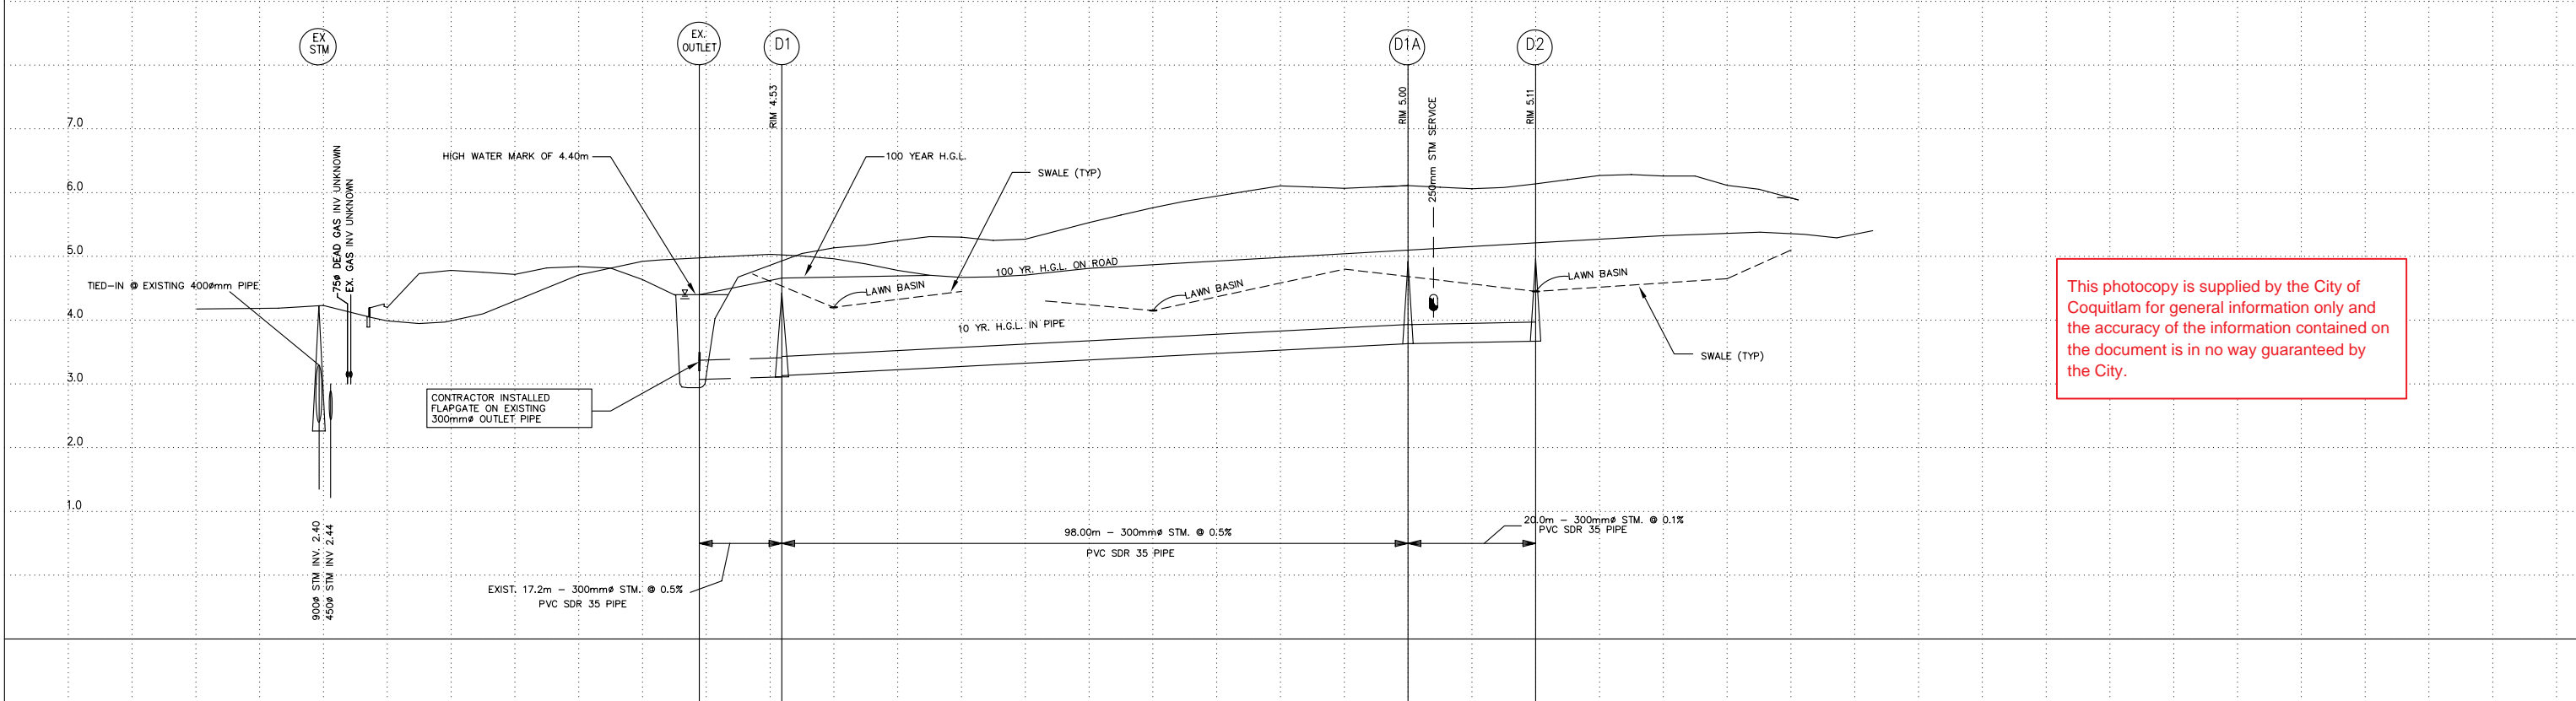 EX
STM
EX.
OUTLET
D1
D1A
D2
RIM 4.53
RIM 5.00
250mm STM SERVICE
RIM 5.11
7.0
6.0
5.0
4.0
3.0
2.0
1.0
HIGH WATER MARK OF 4.40m
100 YEAR H.G.L.
SWALE (TYP)
75ø DEAD GAS INV UNKNOWN
EX. GAS INV UNKNOWN
TIED-IN @ EXISTING 400ømm PIPE
100 YR. H.G.L. ON ROAD
LAWN BASIN
LAWN BASIN
LAWN BASIN
10 YR. H.G.L. IN PIPE
SWALE (TYP)
CONTRACTOR INSTALLED
FLAPGATE ON EXISTING
300mmø OUTLET PIPE
900ø STM INV. 2.40
450ø STM INV 2.44
98.00m - 300mmø STM. @ 0.5%
PVC SDR 35 PIPE
20.0m - 300mmø STM. @ 0.1%
PVC SDR 35 PIPE
EXIST. 17.2m - 300mmø STM. @ 0.5%
PVC SDR 35 PIPE
This photocopy is supplied by the City of
Coquitlam for general information only and
the accuracy of the information contained on
the document is in no way guaranteed by
the City.